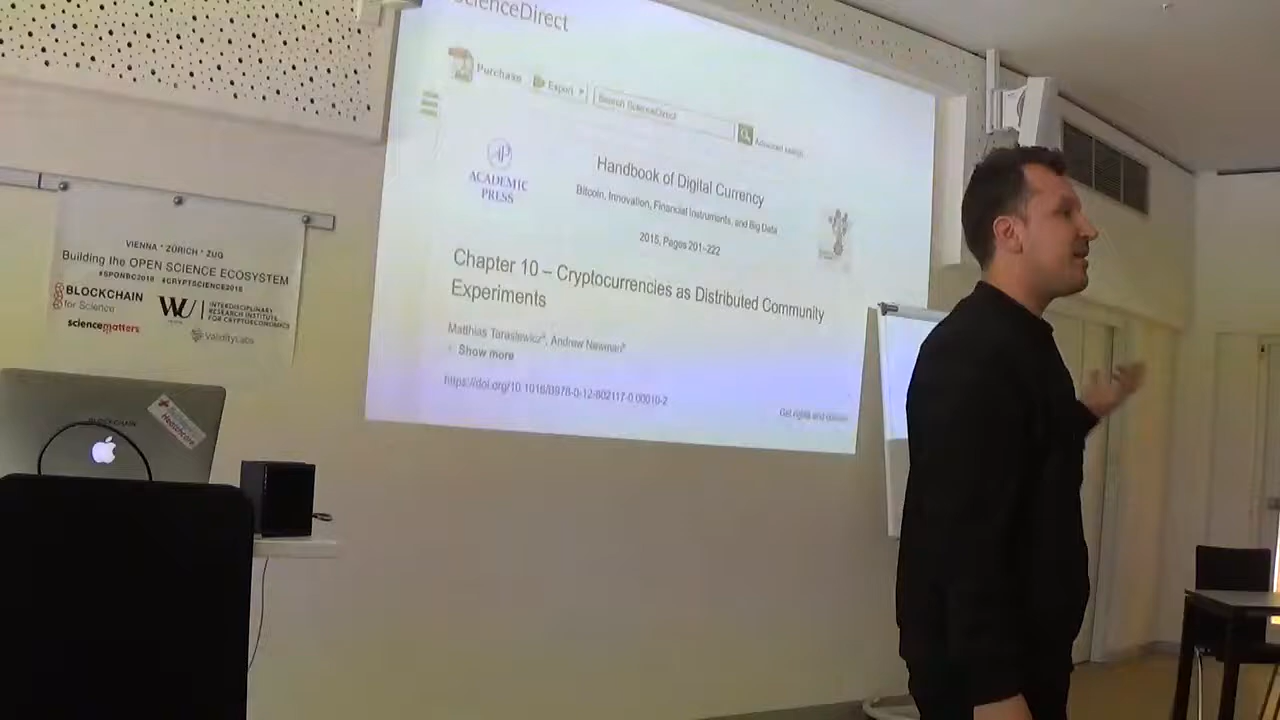 ScienceDirect
Purchase
Export
Search ScienceDirect
Advanced search
ACADEMIC
PRESS
Handbook of Digital Currency
Bitcoin, Innovation, Financial Instruments, and Big Data
2015, Pages 201–222
Chapter 10 – Cryptocurrencies as Distributed Community
Experiments
Matthias Tarasiewicz, Andrew Newman
Show more
https://doi.org/10.1016/B978-0-12-802117-0.00010-2
Get rights and content
VIENNA * ZÜRICH * ZUG
Building the OPEN SCIENCE ECOSYSTEM
#SPONBC2018 #CRYPTSCIENCE2018
BLOCKCHAIN
for Science
WU
INTERDISCIPLINARY
RESEARCH INSTITUTE
FOR CRYPTOECONOMICS
sciencematters
ValidityLabs
BLOCKCHAIN
Healthcare